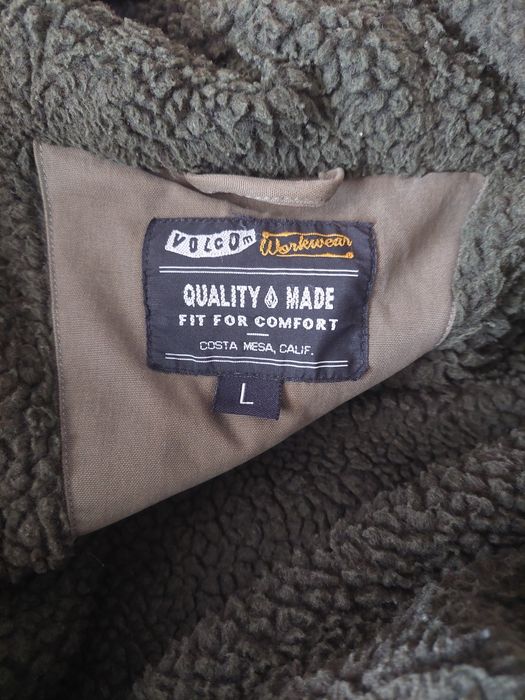 VOLCOm Workwear
QUALITY MADE
FIT FOR COMFORT
COSTA MESA, CALIF.
L